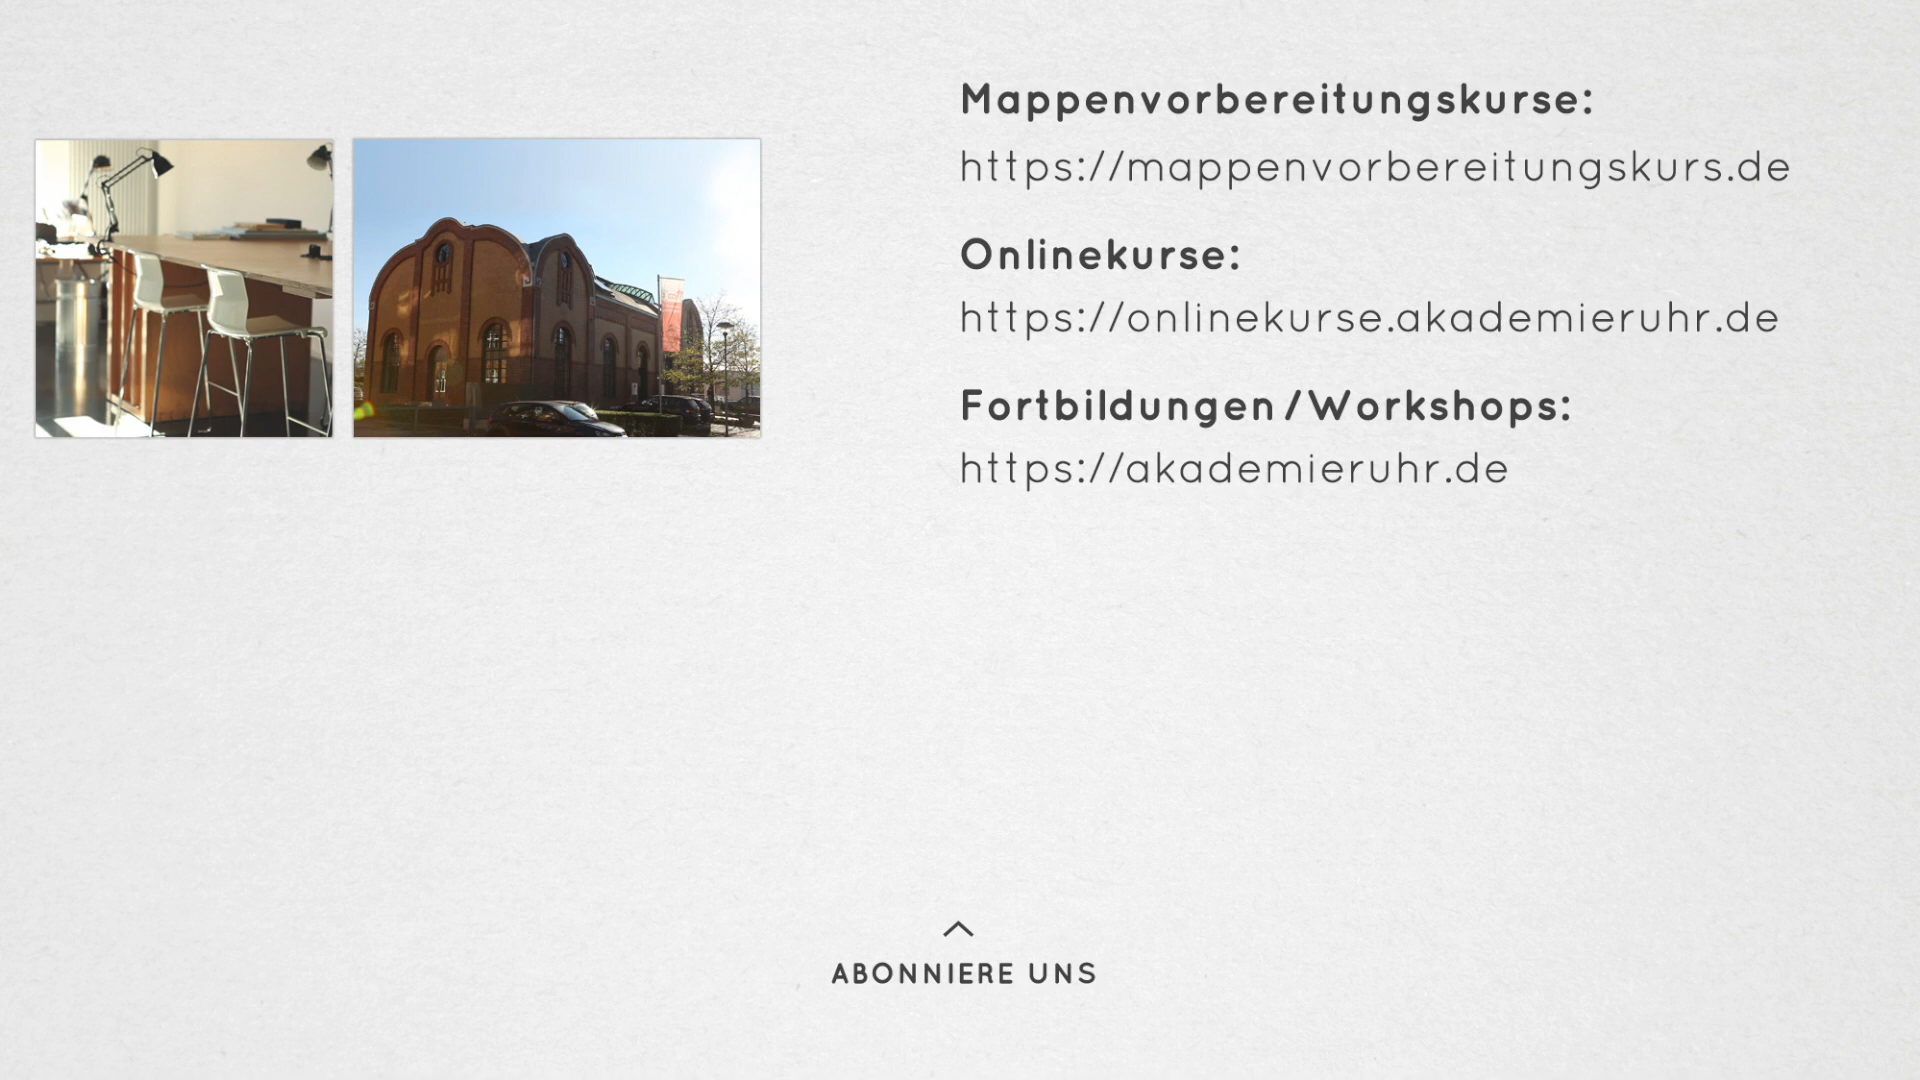 Mappenvorbereitungskurse:
https://mappenvorbereitungskurs.de
Onlinekurse:
https://onlinekurse.akademieruhr.de
Fortbildungen/Workshops:
https://akademieruhr.de
ABONNIERE UNS